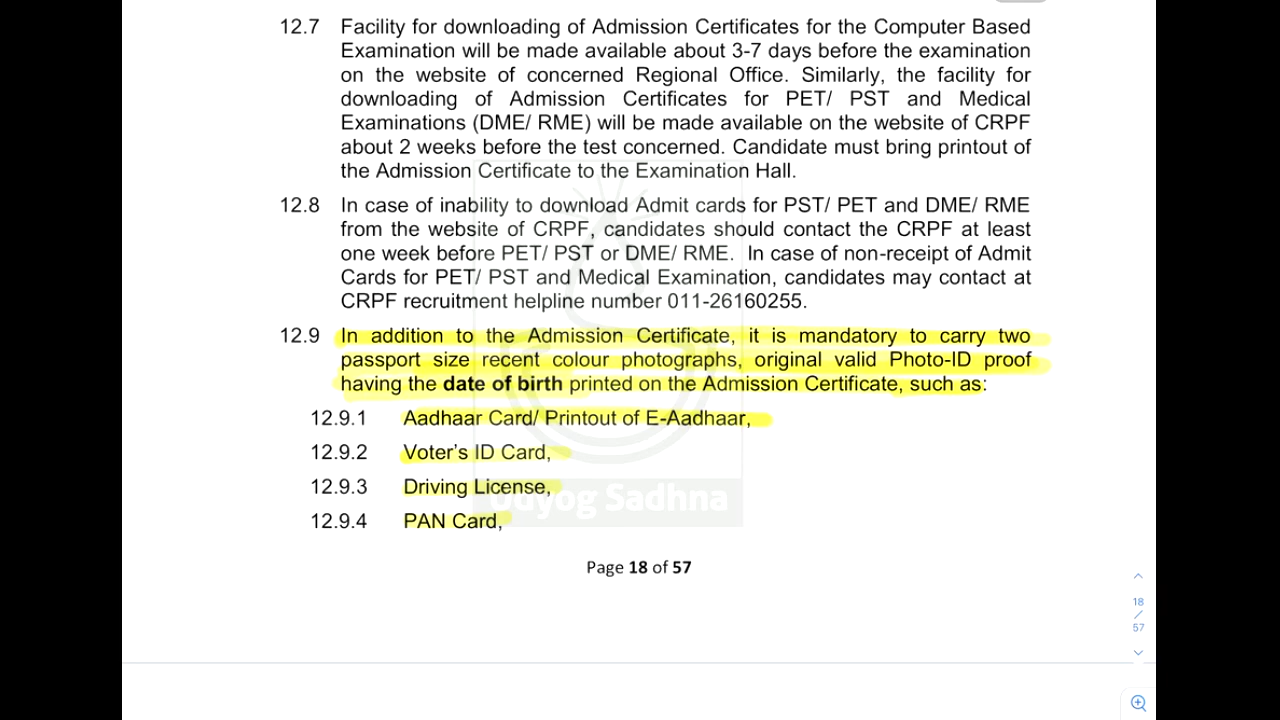 12.7 Facility for downloading of Admission Certificates for the Computer Based
Examination will be made available about 3-7 days before the examination
on the website of concerned Regional Office. Similarly, the facility for
downloading of Admission Certificates for PET/ PST and Medical
Examinations (DME/ RME) will be made available on the website of CRPF
about 2 weeks before the test concerned. Candidate must bring printout of
the Admission Certificate to the Examination Hall.
12.8 In case of inability to download Admit cards for PST/ PET and DME/ RME
from the website of CRPF, candidates should contact the CRPF at least
one week before PET/ PST or DME/ RME. In case of non-receipt of Admit
Cards for PET/ PST and Medical Examination, candidates may contact at
CRPF recruitment helpline number 011-26160255.
12.9 In addition to the Admission Certificate, it is mandatory to carry two
passport size recent colour photographs, original valid Photo-ID proof
having the date of birth printed on the Admission Certificate, such as:
12.9.1 Aadhaar Card/ Printout of E-Aadhaar,
12.9.2 Voter's ID Card,
12.9.3 Driving License,
Udyog Sadhna
12.9.4 PAN Card,
Page 18 of 57
18
/
57